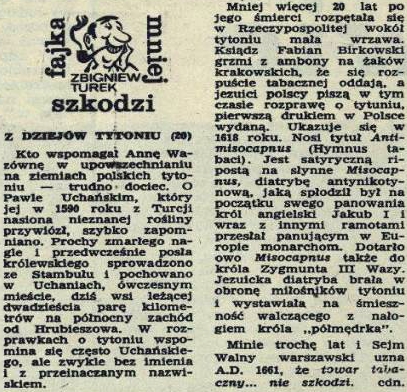 fajka
mniej
ZBIGNIEW
TUREK
szkodzi
Z DZIEJÓW TYTONIU (20)
Kto wspomagał Annę Wa-
zównę w upowszechnianiu
na ziemiach polskich tyto-
niu — trudno dociec. O
Pawle Uchańskim, który
jej w 1590 roku z Turcji
nasiona nieznanej rośliny
przywiózł, szybko zapom-
niano. Prochy zmarłego na-
gle i przedwcześnie posła
królewskiego sprowadzono
ze Stambułu i pochowano
w Uchaniach, ówczesnym
mieście, dziś wsi leżącej
dwadzieścia parę kilome-
trów na północny zachód
od Hrubieszowa. W roz-
prawkach o tytoniu wspo-
mina się często Uchańskie-
go, ale zwykle bez imienia
i z przeinaczanym nazwi-
skiem.
Mniej więcej 20 lat po
jego śmierci rozpętała się
w Rzeczypospolitej wokół
tytoniu mała wrzawa.
Ksiądz Fabian Birkowski
grzmi z ambony na żaków
krakowskich, że się roz-
puście tabacznej oddają, a
jezuici polscy piszą w tym
czasie rozprawę o tytuniu,
pierwszą drukiem w Polsce
wydaną. Ukazuje się w
1618 roku. Nosi tytuł Anti-
misocapnus (Hymnus ta-
baci). Jest satyryczną ri-
postą na słynne Misocap-
nus, diatrybę antynikoty-
nową, jaką spłodził był na
początku swego panowania
król angielski Jakub I i
wraz z innymi ramotami
przesłał panującym w Eu-
ropie monarchom. Dotarło
owo Misocapnus także do
króla Zygmunta III Wazy.
Jezuicka diatryba brała w
obronę miłośników tytoniu
i wystawiała na śmiesz-
ność walczącego z nało-
giem króla „półmędrka”.
Minie trochę lat i Sejm
Walny warszawski uzna
A.D. 1661, że towar taba-
czny... nie szkodzi. cdn